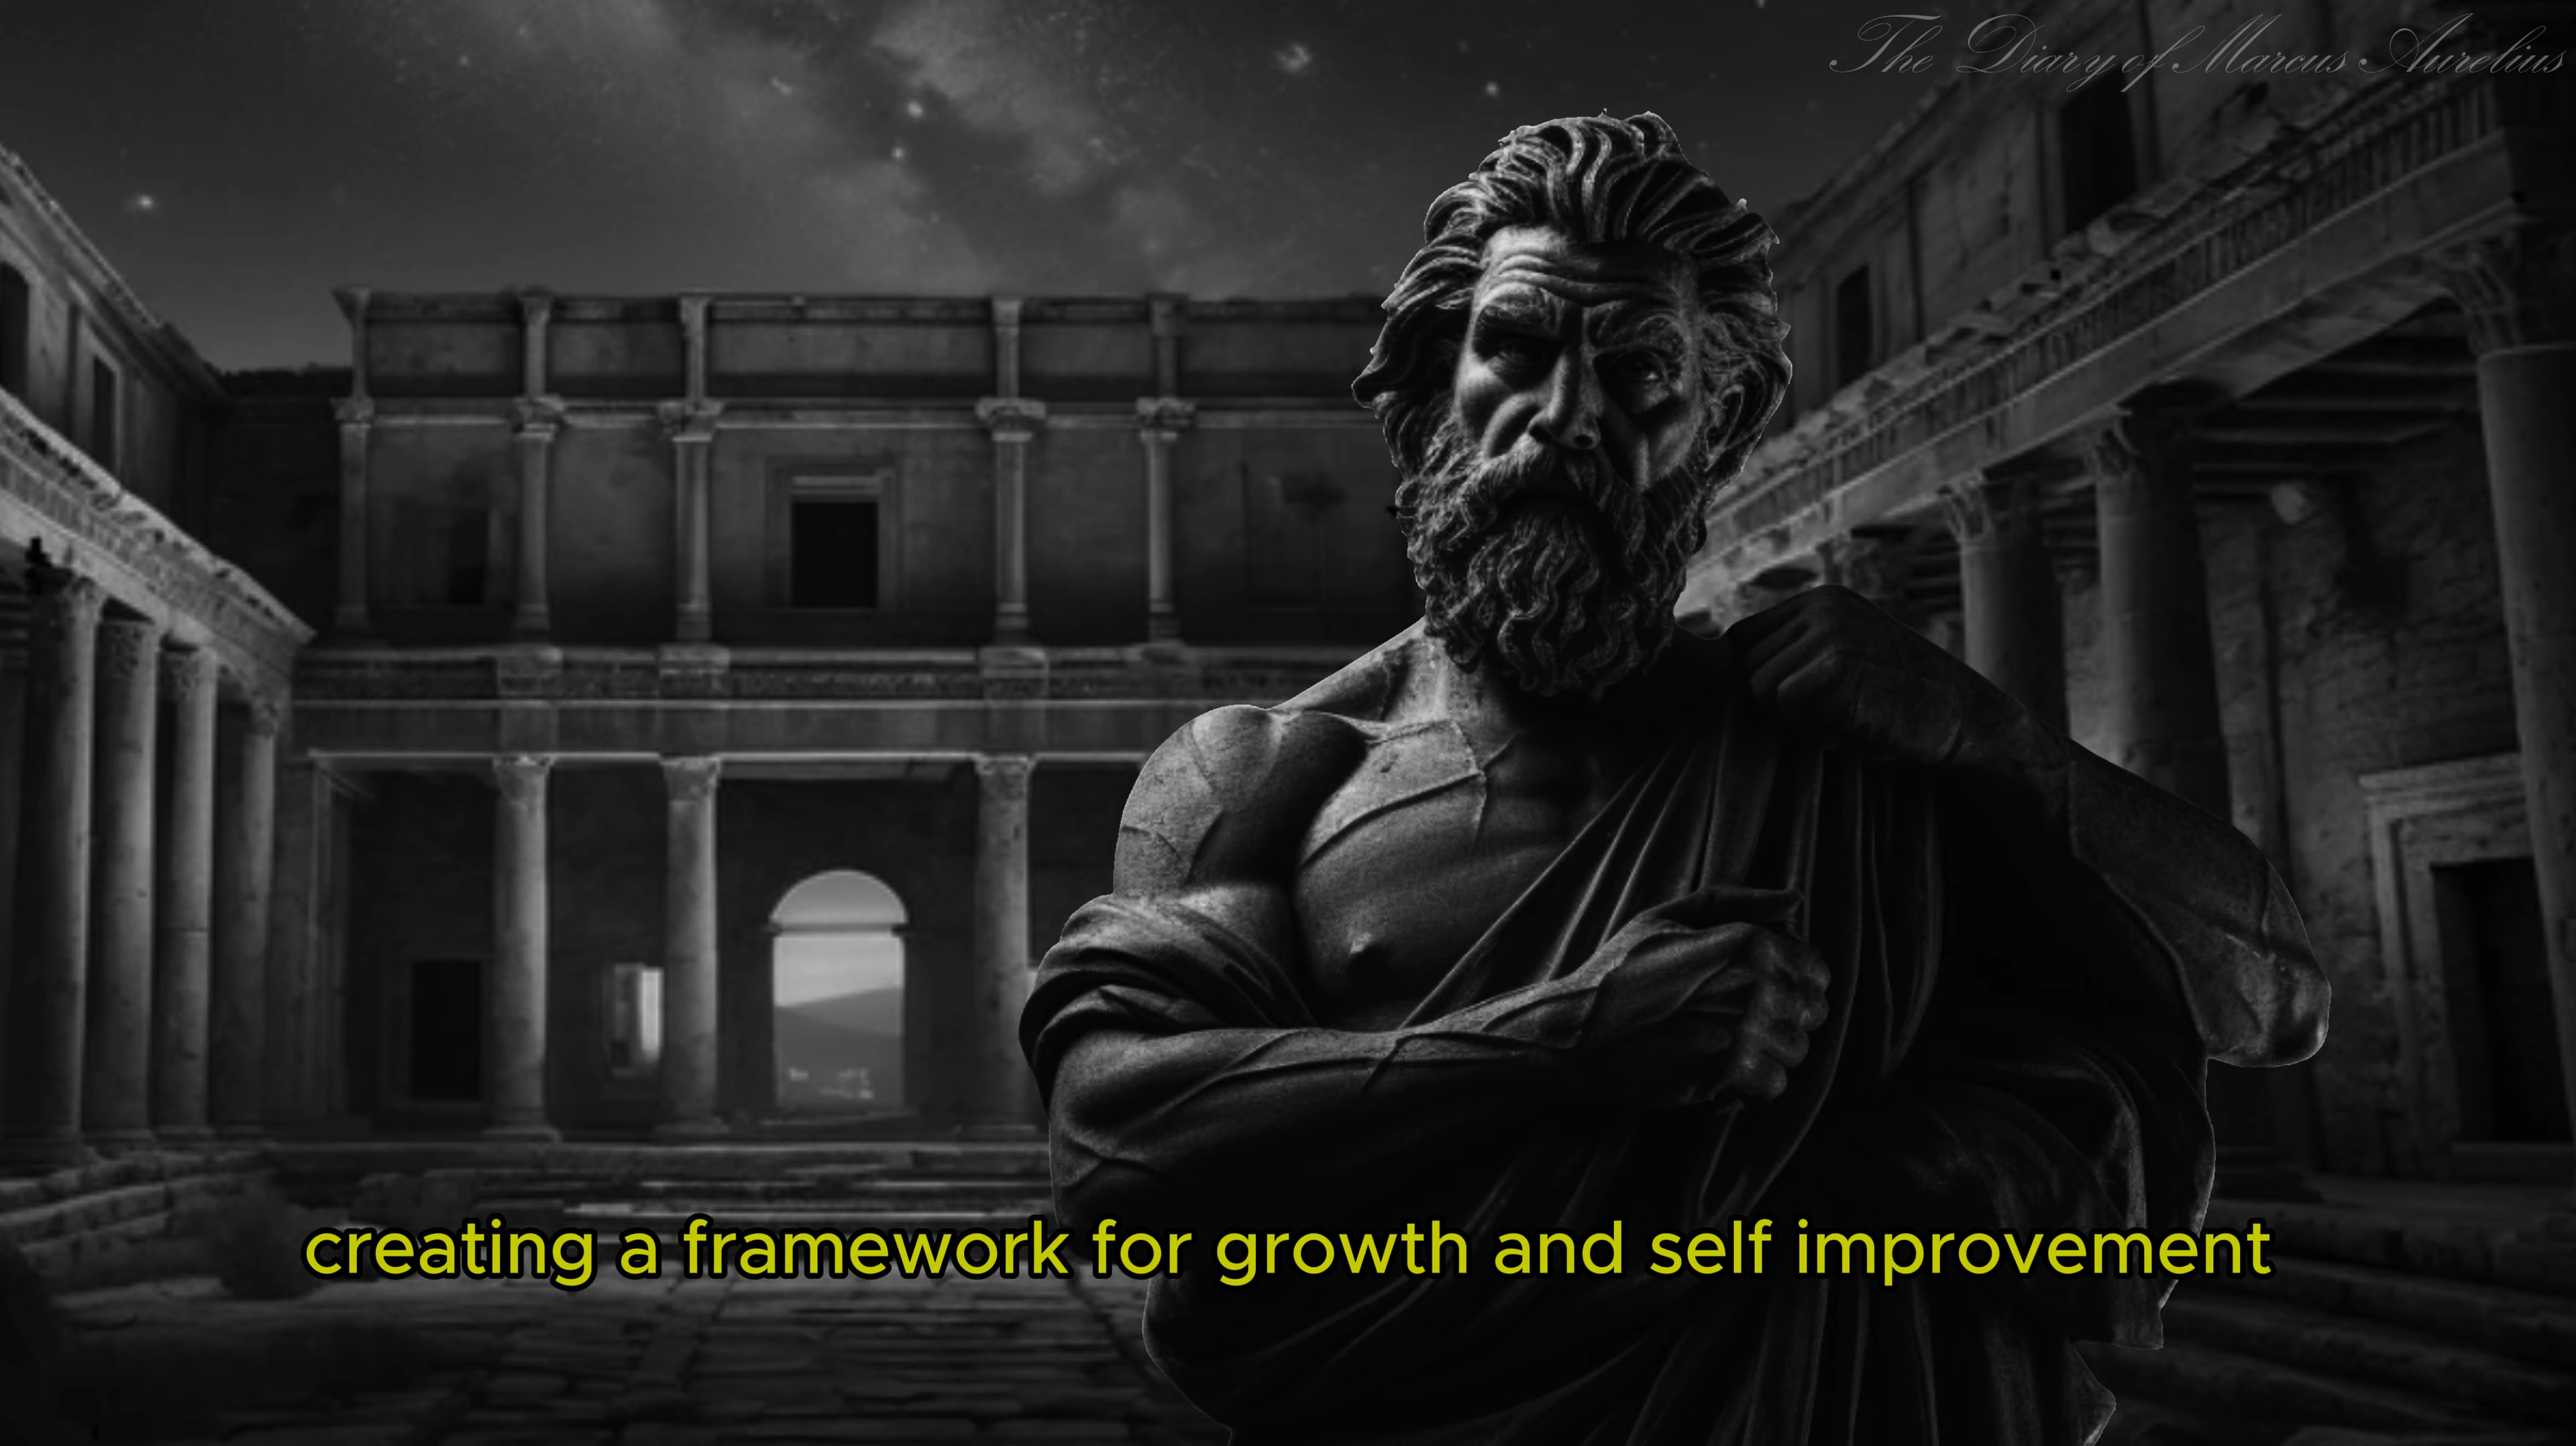 The Diary of Marcus Aurelius
creating a framework for growth and self improvement